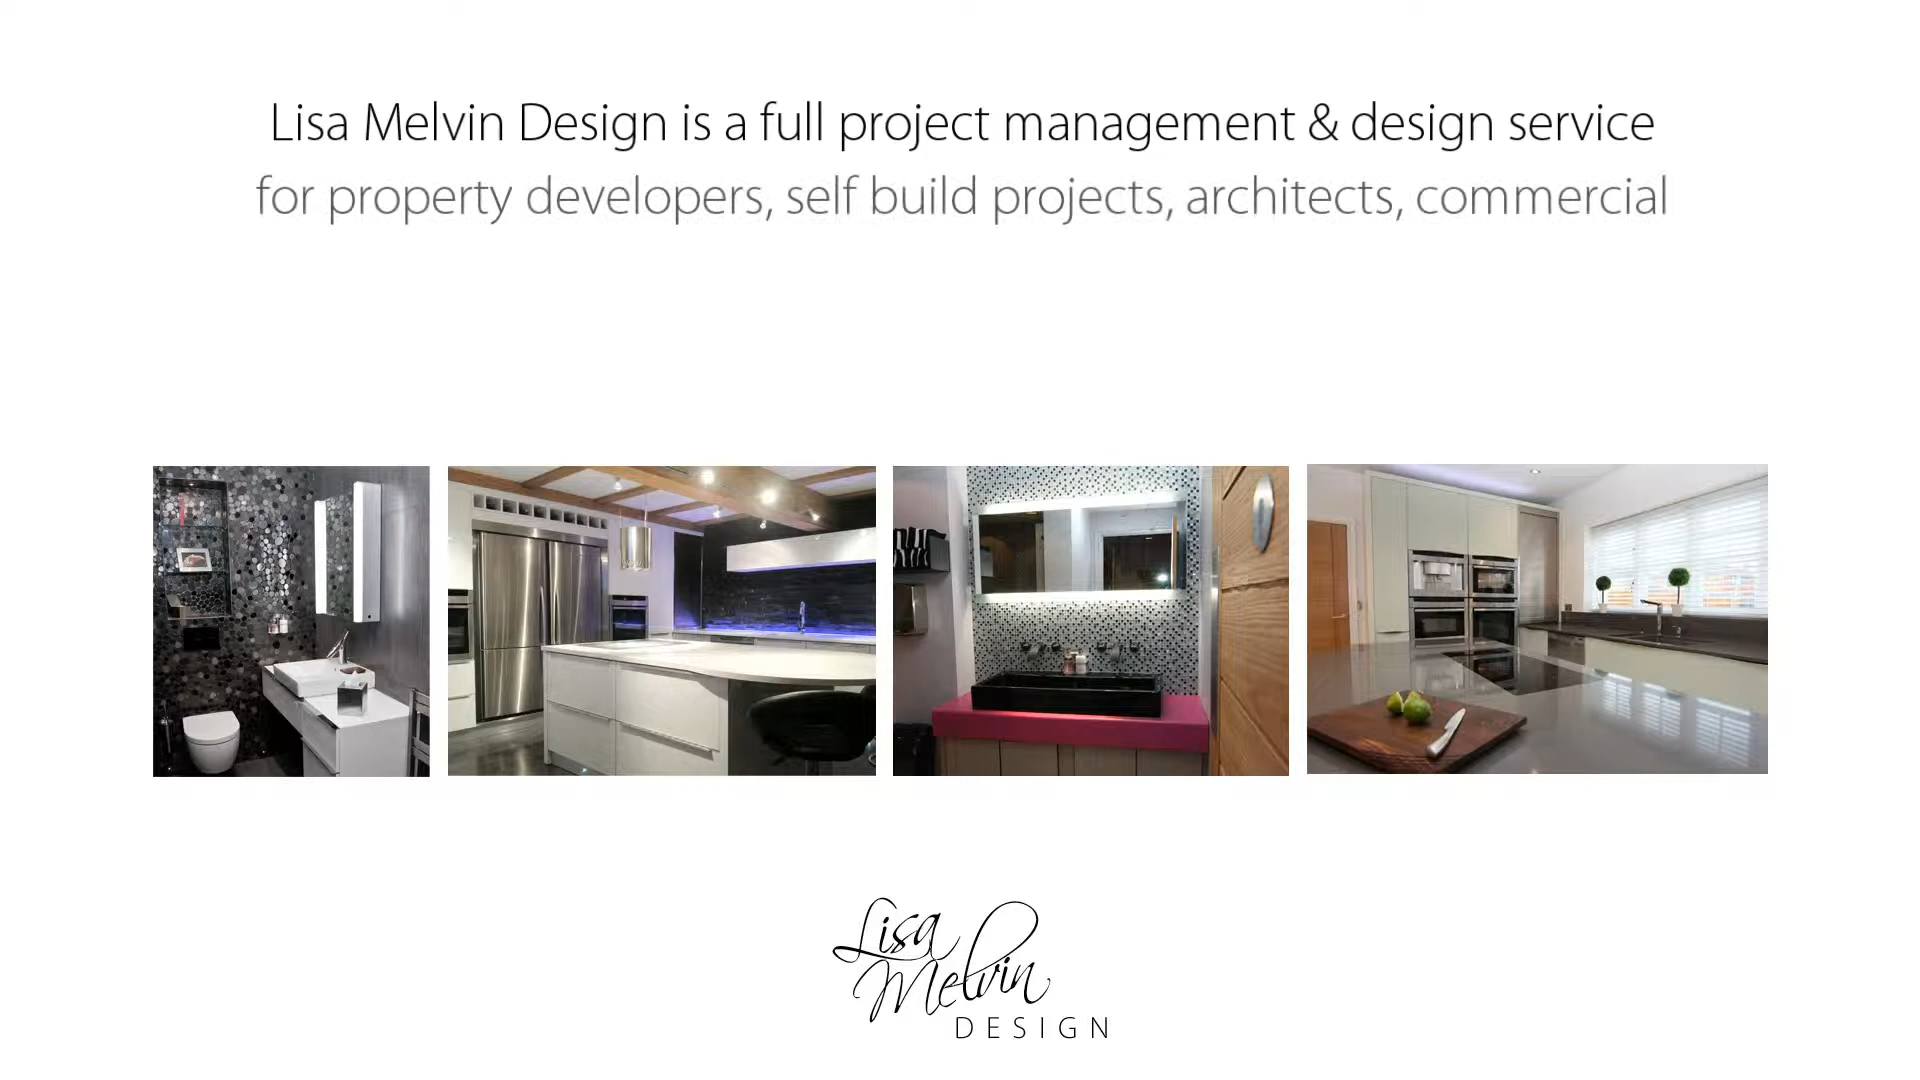 Lisa Melvin Design is a full project management & design service
for property developers, self build projects, architects, commercial
Lisa
Melvin
DESIGN